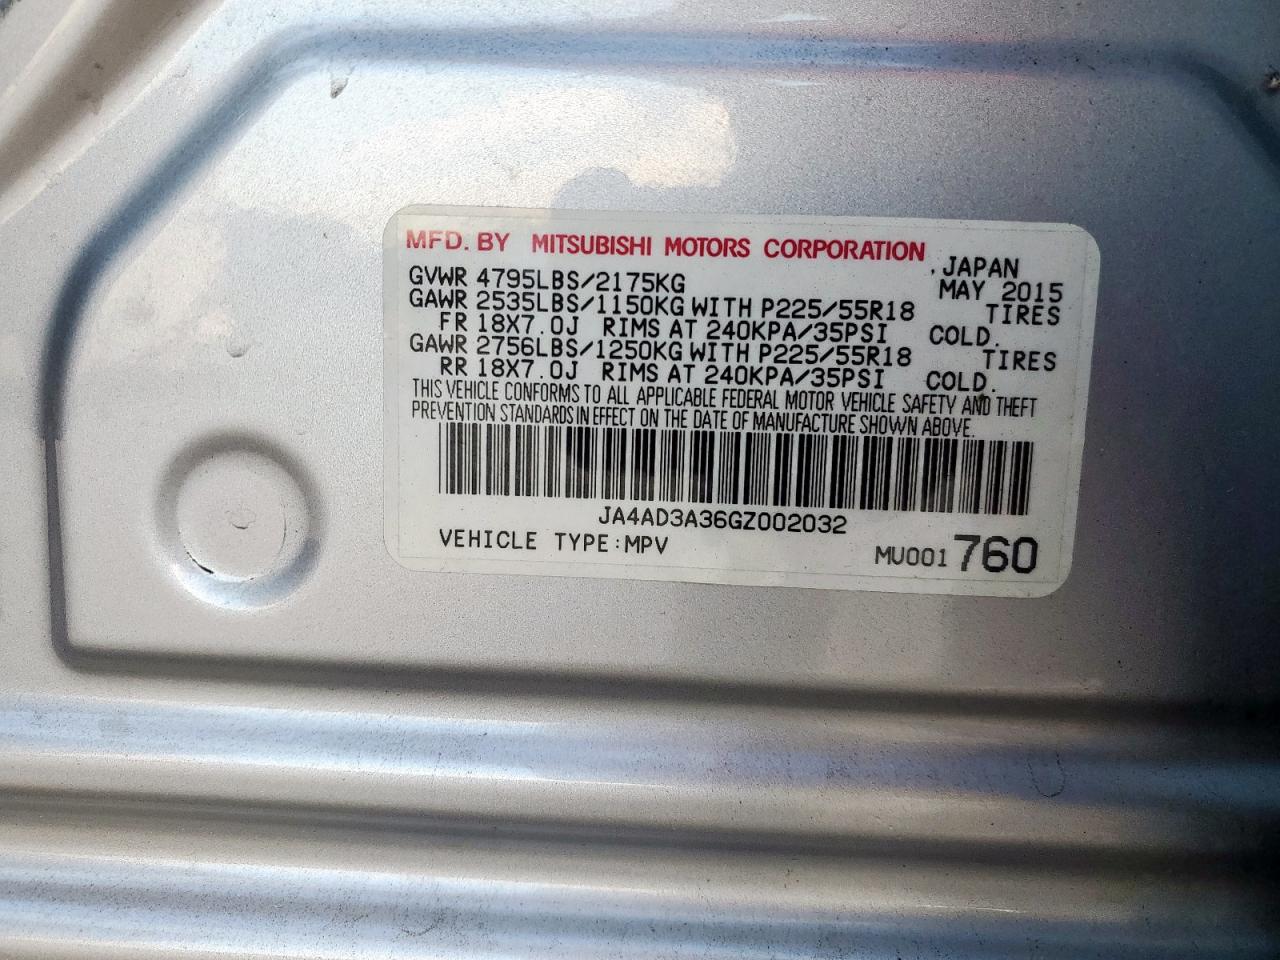 MFD. BY MITSUBISHI MOTORS CORPORATION, JAPAN
GVWR 4795LBS/2175KG MAY 2015
GAWR 2535LBS/1150KG WITH P225/55R18 TIRES
FR 18X7.0J RIMS AT 240KPA/35PSI COLD.
GAWR 2756LBS/1250KG WITH P225/55R18 TIRES
RR 18X7.0J RIMS AT 240KPA/35PSI COLD.
THIS VEHICLE CONFORMS TO ALL APPLICABLE FEDERAL MOTOR VEHICLE SAFETY AND THEFT
PREVENTION STANDARDS IN EFFECT ON THE DATE OF MANUFACTURE SHOWN ABOVE.
JA4AD3A36GZ002032
VEHICLE TYPE:MPV MU001760